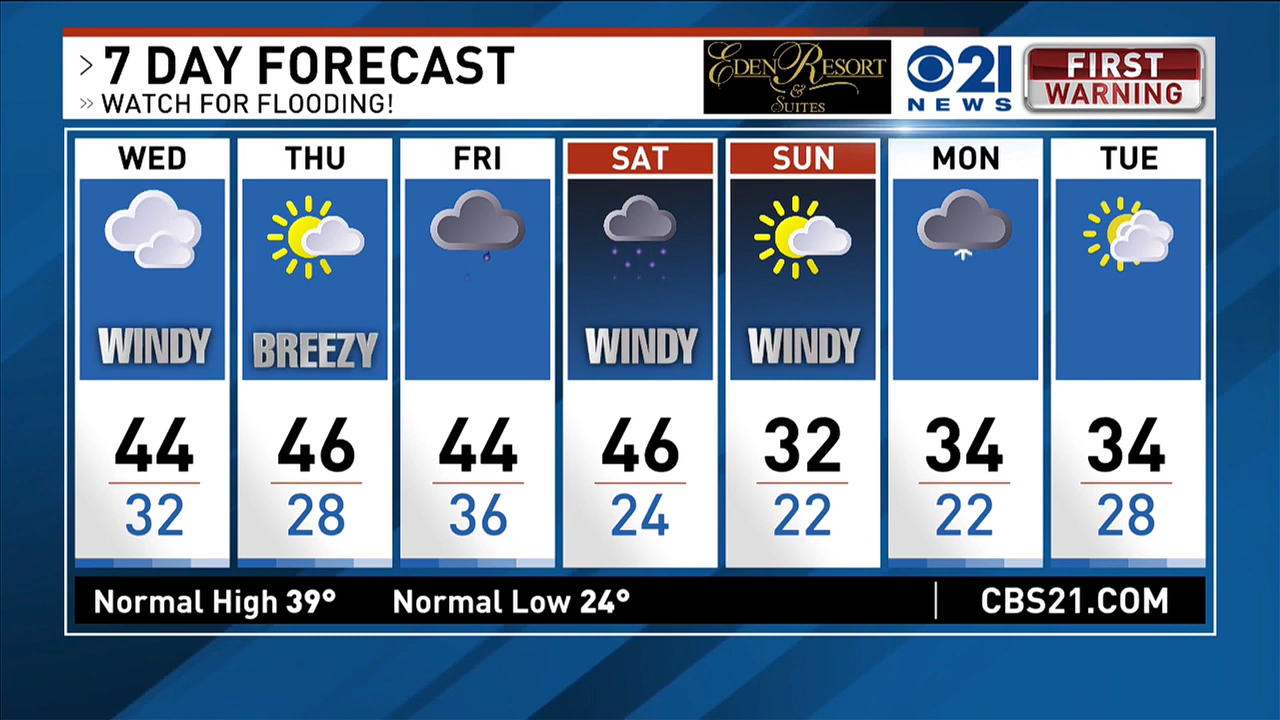 > 7 DAY FORECAST
>> WATCH FOR FLOODING!
EDEN RESORT
&
SUITES
21
NEWS
FIRST
WARNING
WED THU FRI SAT SUN MON TUE
WINDY BREEZY WINDY WINDY
44 46 44 46 32 34 34
32 28 36 24 22 22 28
Normal High 39° Normal Low 24° CBS21.COM